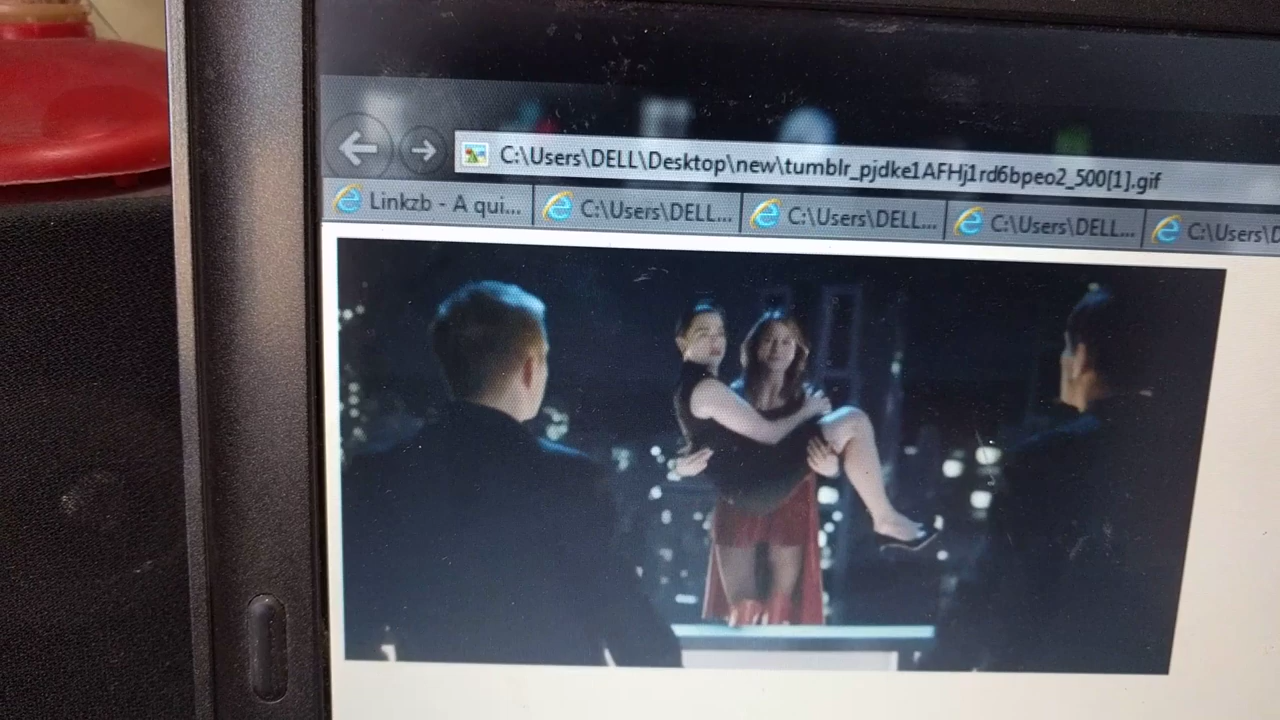 C:\Users\DELL\Desktop\new\tumblr_pjdke1AFHj1rd6bpeo2_500[1].gif
Linkzb - A qui... C:\Users\DELL... C:\Users\DELL... C:\Users\DELL... C:\Users\D